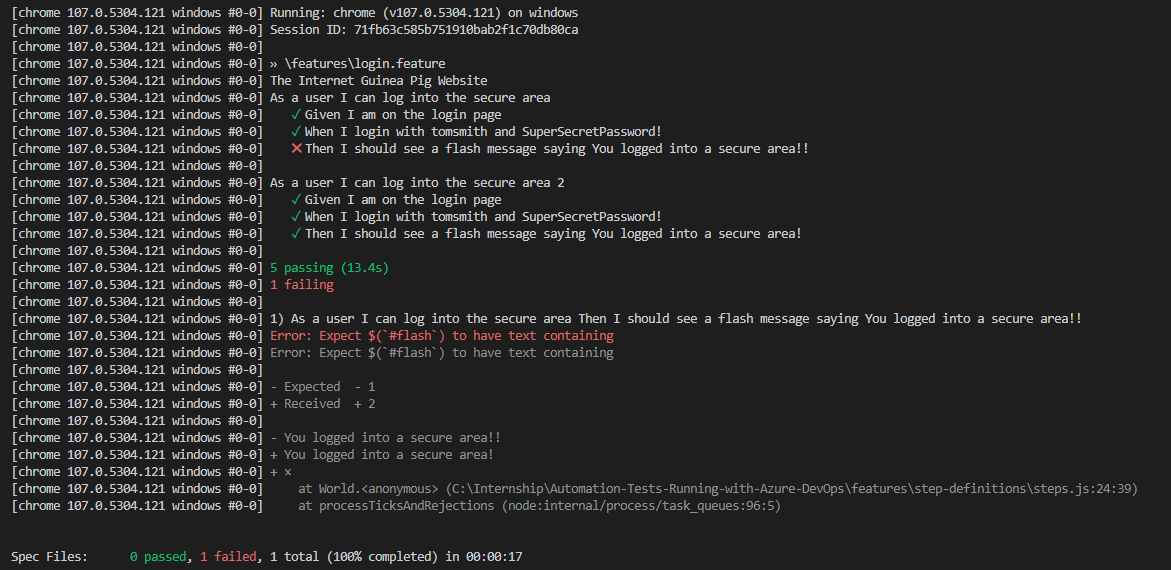 [chrome 107.0.5304.121 windows #0-0] Running: chrome (v107.0.5304.121) on windows
[chrome 107.0.5304.121 windows #0-0] Session ID: 71fb63c585b751910bab2f1c70db80ca
[chrome 107.0.5304.121 windows #0-0]
[chrome 107.0.5304.121 windows #0-0] » \features\login.feature
[chrome 107.0.5304.121 windows #0-0] The Internet Guinea Pig Website
[chrome 107.0.5304.121 windows #0-0] As a user I can log into the secure area
[chrome 107.0.5304.121 windows #0-0]    ✓ Given I am on the login page
[chrome 107.0.5304.121 windows #0-0]    ✓ When I login with tomsmith and SuperSecretPassword!
[chrome 107.0.5304.121 windows #0-0]    ✖ Then I should see a flash message saying You logged into a secure area!!
[chrome 107.0.5304.121 windows #0-0]
[chrome 107.0.5304.121 windows #0-0] As a user I can log into the secure area 2
[chrome 107.0.5304.121 windows #0-0]    ✓ Given I am on the login page
[chrome 107.0.5304.121 windows #0-0]    ✓ When I login with tomsmith and SuperSecretPassword!
[chrome 107.0.5304.121 windows #0-0]    ✓ Then I should see a flash message saying You logged into a secure area!
[chrome 107.0.5304.121 windows #0-0]
[chrome 107.0.5304.121 windows #0-0] 5 passing (13.4s)
[chrome 107.0.5304.121 windows #0-0] 1 failing
[chrome 107.0.5304.121 windows #0-0]
[chrome 107.0.5304.121 windows #0-0] 1) As a user I can log into the secure area Then I should see a flash message saying You logged into a secure area!!
[chrome 107.0.5304.121 windows #0-0] Error: Expect $(`#flash`) to have text containing
[chrome 107.0.5304.121 windows #0-0] Error: Expect $(`#flash`) to have text containing
[chrome 107.0.5304.121 windows #0-0]
[chrome 107.0.5304.121 windows #0-0] - Expected  - 1
[chrome 107.0.5304.121 windows #0-0] + Received  + 2
[chrome 107.0.5304.121 windows #0-0]
[chrome 107.0.5304.121 windows #0-0] - You logged into a secure area!!
[chrome 107.0.5304.121 windows #0-0] + You logged into a secure area!
[chrome 107.0.5304.121 windows #0-0] + ×
[chrome 107.0.5304.121 windows #0-0]     at World.<anonymous> (C:\Internship\Automation-Tests-Running-with-Azure-DevOps\features\step-definitions\steps.js:24:39)
[chrome 107.0.5304.121 windows #0-0]     at processTicksAndRejections (node:internal/process/task_queues:96:5)
Spec Files:      0 passed, 1 failed, 1 total (100% completed) in 00:00:17